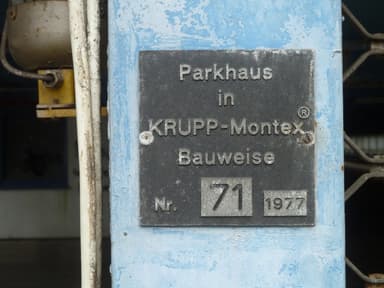 Parkhaus
in
KRUPP-Montex®
Bauweise
Nr. 71 1977